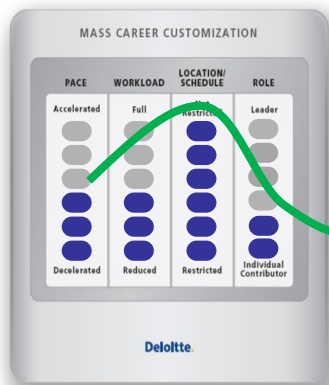 MASS CAREER CUSTOMIZATION
PACE
WORKLOAD
LOCATION/
SCHEDULE
ROLE
Accelerated
Full
Restricted
Leader
Decelerated
Reduced
Restricted
Individual
Contributor
Deloitte.